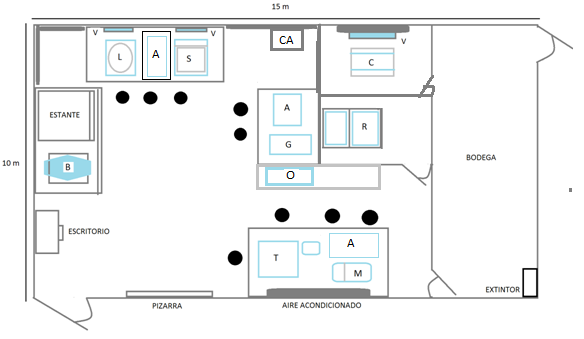 15 m
V
V
V
CA
L
A
S
C
ESTANTE
A
R
10 m
G
BODEGA
B
O
ESCRITORIO
A
T
M
EXTINTOR
PIZARRA
AIRE ACONDICIONADO